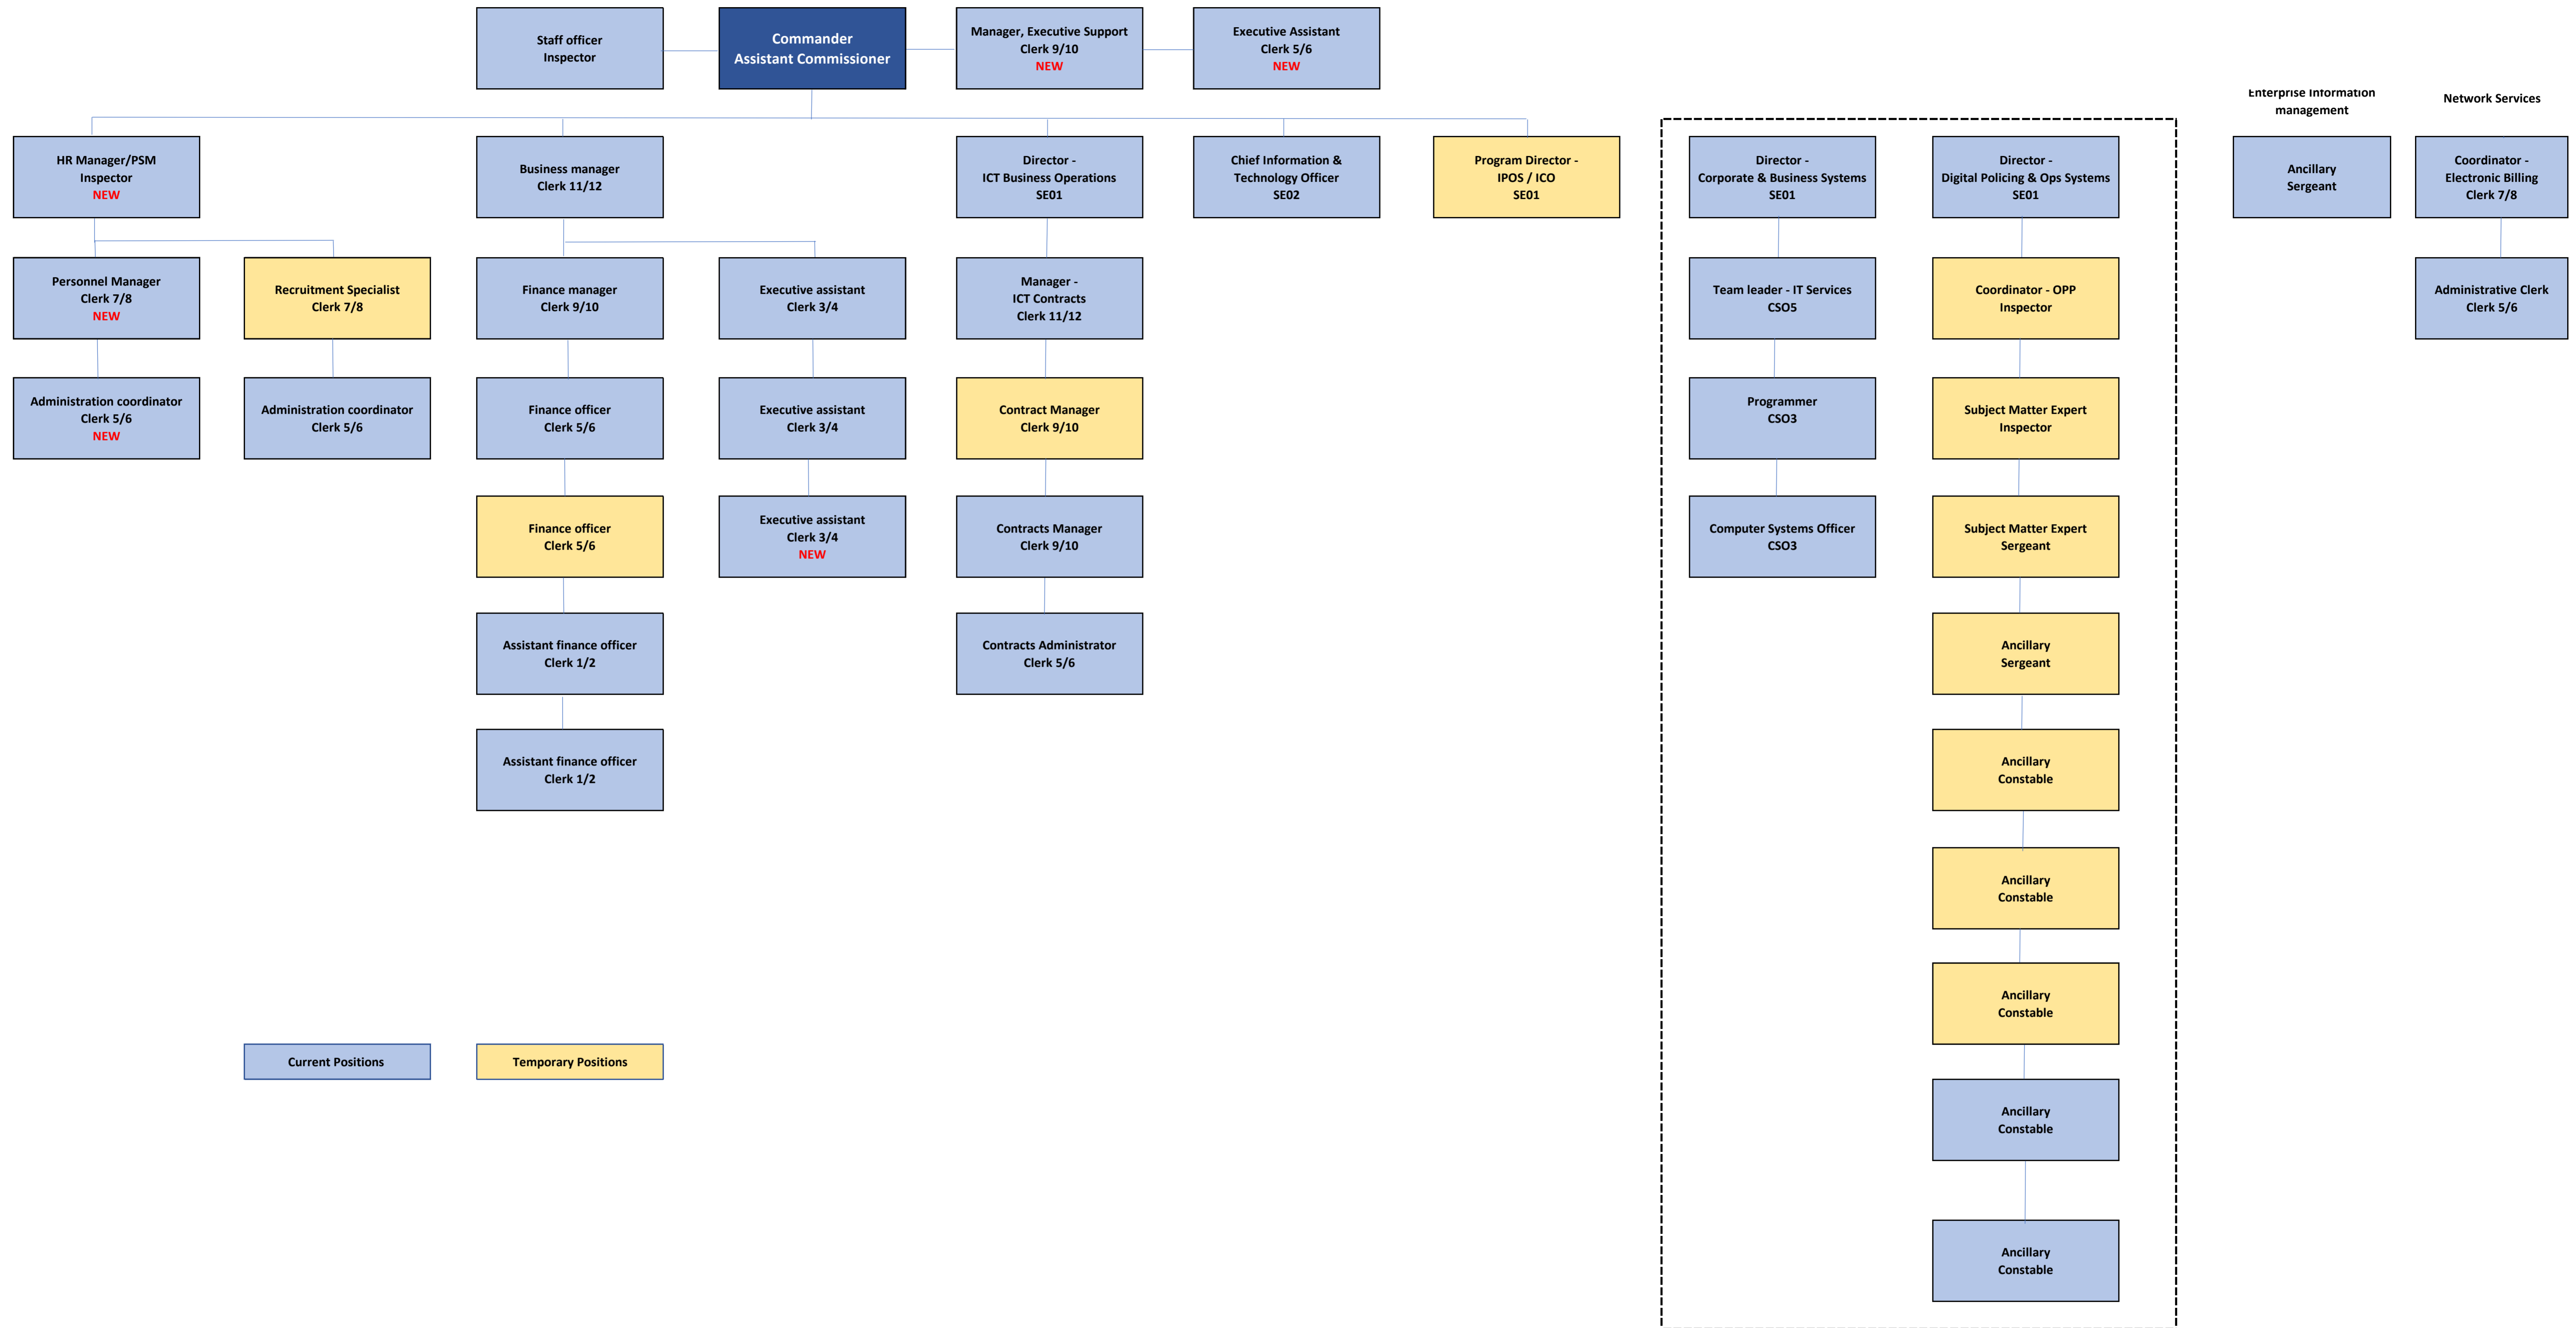 Staff officer
Inspector
Commander
Assistant Commissioner
Manager, Executive Support
Clerk 9/10
NEW
Executive Assistant
Clerk 5/6
NEW
Enterprise Information
management
Network Services
HR Manager/PSM
Inspector
NEW
Business manager
Clerk 11/12
Director -
ICT Business Operations
SE01
Chief Information &
Technology Officer
SE02
Program Director -
IPOS / ICO
SE01
Director -
Corporate & Business Systems
SE01
Director -
Digital Policing & Ops Systems
SE01
Ancillary
Sergeant
Coordinator -
Electronic Billing
Clerk 7/8
Personnel Manager
Clerk 7/8
NEW
Recruitment Specialist
Clerk 7/8
Finance manager
Clerk 9/10
Executive assistant
Clerk 3/4
Manager -
ICT Contracts
Clerk 11/12
Team leader - IT Services
CSO5
Coordinator - OPP
Inspector
Administrative Clerk
Clerk 5/6
Administration coordinator
Clerk 5/6
NEW
Administration coordinator
Clerk 5/6
Finance officer
Clerk 5/6
Executive assistant
Clerk 3/4
Contract Manager
Clerk 9/10
Programmer
CSO3
Subject Matter Expert
Inspector
Finance officer
Clerk 5/6
Executive assistant
Clerk 3/4
NEW
Contracts Manager
Clerk 9/10
Computer Systems Officer
CSO3
Subject Matter Expert
Sergeant
Assistant finance officer
Clerk 1/2
Contracts Administrator
Clerk 5/6
Ancillary
Sergeant
Assistant finance officer
Clerk 1/2
Ancillary
Constable
Ancillary
Constable
Ancillary
Constable
Current Positions
Temporary Positions
Ancillary
Constable
Ancillary
Constable